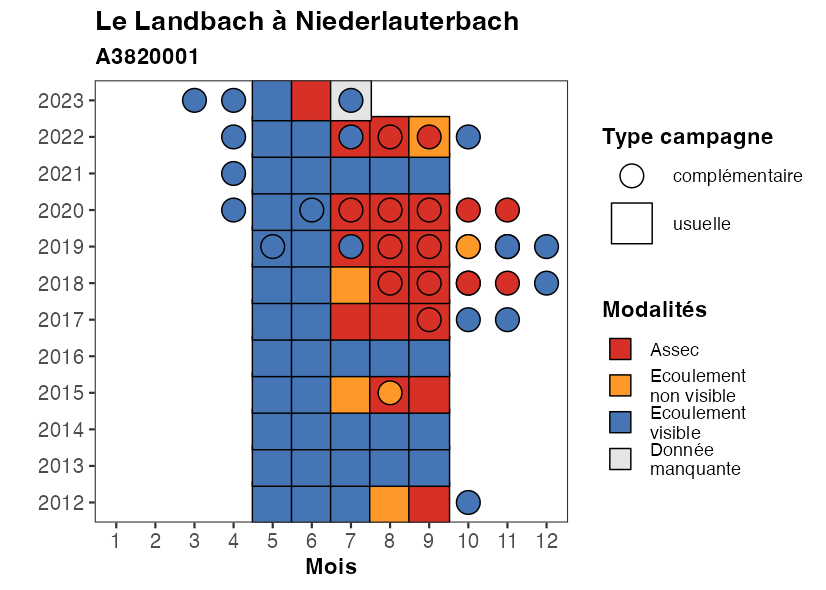 Le Landbach à Niederlauterbach
A3820001
2023
2022
2021
2020
2019
2018
2017
2016
2015
2014
2013
2012
1 2 3 4 5 6 7 8 9 10 11 12
Mois
Type campagne
complémentaire
usuelle
Modalités
Assec
Ecoulement
non visible
Ecoulement
visible
Donnée
manquante